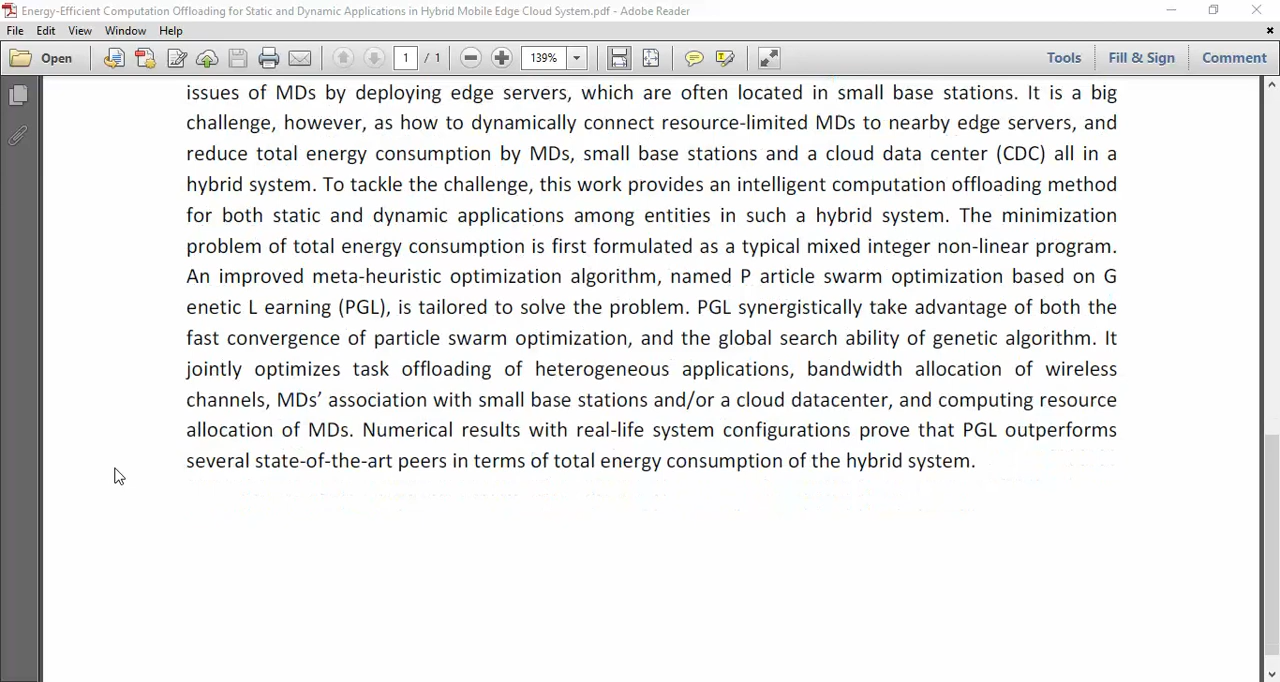 Energy-Efficient Computation Offloading for Static and Dynamic Applications in Hybrid Mobile Edge Cloud System.pdf - Adobe Reader
File Edit View Window Help
Open 1 / 1 139% Tools Fill & Sign Comment
issues of MDs by deploying edge servers, which are often located in small base stations. It is a big
challenge, however, as how to dynamically connect resource-limited MDs to nearby edge servers, and
reduce total energy consumption by MDs, small base stations and a cloud data center (CDC) all in a
hybrid system. To tackle the challenge, this work provides an intelligent computation offloading method
for both static and dynamic applications among entities in such a hybrid system. The minimization
problem of total energy consumption is first formulated as a typical mixed integer non-linear program.
An improved meta-heuristic optimization algorithm, named P article swarm optimization based on G
enetic L earning (PGL), is tailored to solve the problem. PGL synergistically take advantage of both the
fast convergence of particle swarm optimization, and the global search ability of genetic algorithm. It
jointly optimizes task offloading of heterogeneous applications, bandwidth allocation of wireless
channels, MDs’ association with small base stations and/or a cloud datacenter, and computing resource
allocation of MDs. Numerical results with real-life system configurations prove that PGL outperforms
several state-of-the-art peers in terms of total energy consumption of the hybrid system.